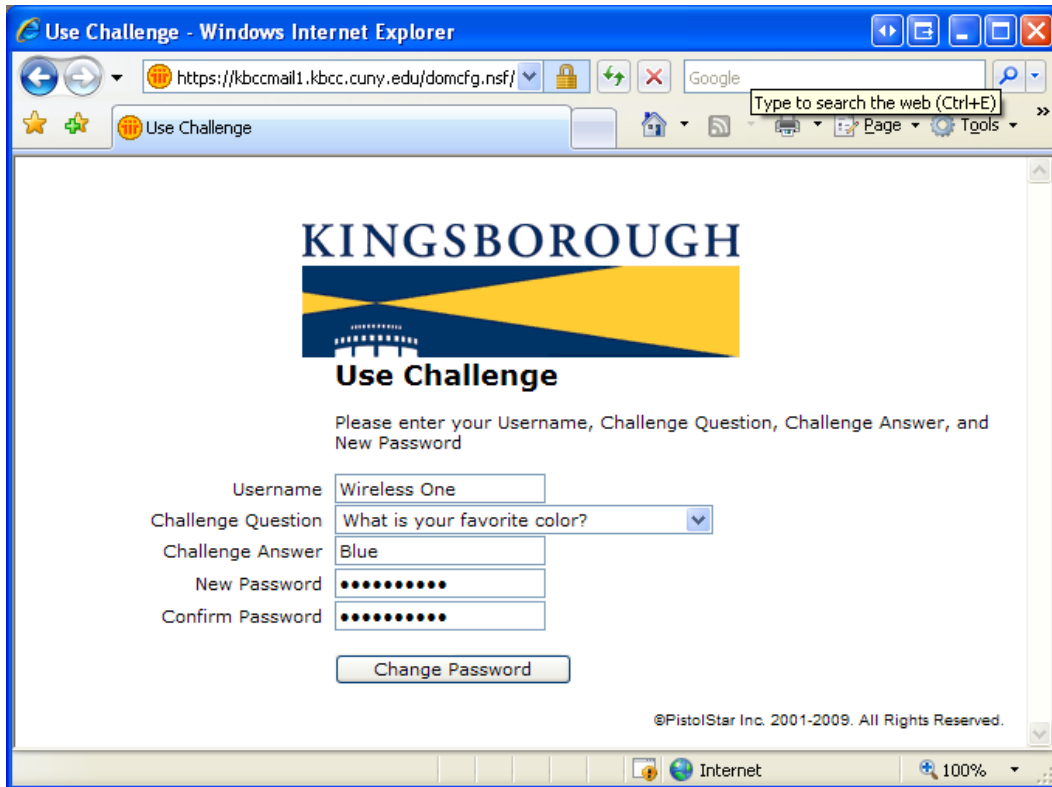 Use Challenge - Windows Internet Explorer
https://kbccmail1.kbcc.cuny.edu/domcfg.nsf/
Google
Type to search the web (Ctrl+E)
Use Challenge
Page
Tools
KINGSBOROUGH
Use Challenge
Please enter your Username, Challenge Question, Challenge Answer, and
New Password
Username Wireless One
Challenge Question What is your favorite color?
Challenge Answer Blue
New Password ••••••••••
Confirm Password ••••••••••
Change Password
©PistolStar Inc. 2001-2009. All Rights Reserved.
Internet 100%